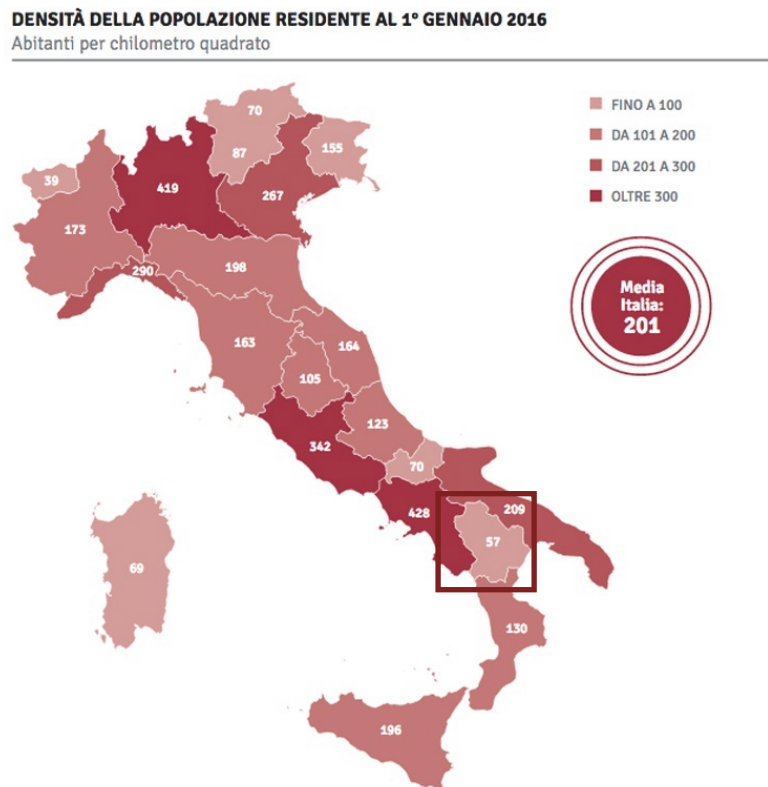 DENSITÀ DELLA POPOLAZIONE RESIDENTE AL 1° GENNAIO 2016
Abitanti per chilometro quadrato
FINO A 100
DA 101 A 200
DA 201 A 300
OLTRE 300
Media
Italia:
201
70
87
155
39
419
267
173
290
198
163
164
105
123
342
70
428
209
57
69
130
196